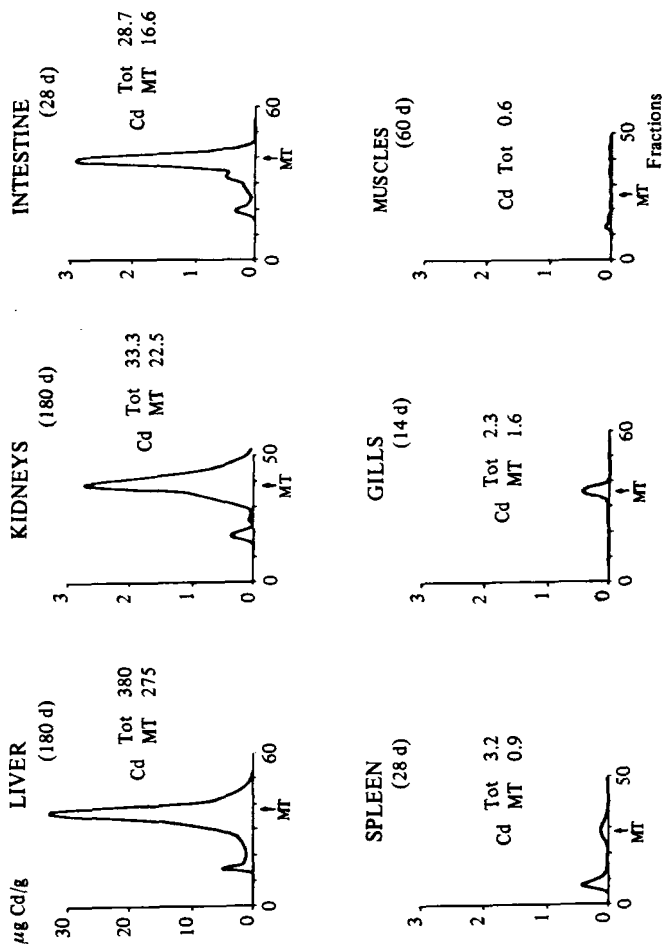 µg Cd/g
LIVER
(180 d)
Cd Tot 380
MT 275
30
20
10
0
0
MT
60
KIDNEYS
(180 d)
Cd Tot 33.3
MT 22.5
3
2
1
0
0
MT
50
INTESTINE
(28 d)
Cd Tot 28.7
MT 16.6
3
2
1
0
0
MT
60
SPLEEN
(28 d)
Cd Tot 3.2
MT 0.9
3
2
1
0
0
MT
50
GILLS
(14 d)
Cd Tot 2.3
MT 1.6
3
2
1
0
0
MT
60
MUSCLES
(60 d)
Cd Tot 0.6
3
2
1
0
0
MT
50
Fractions